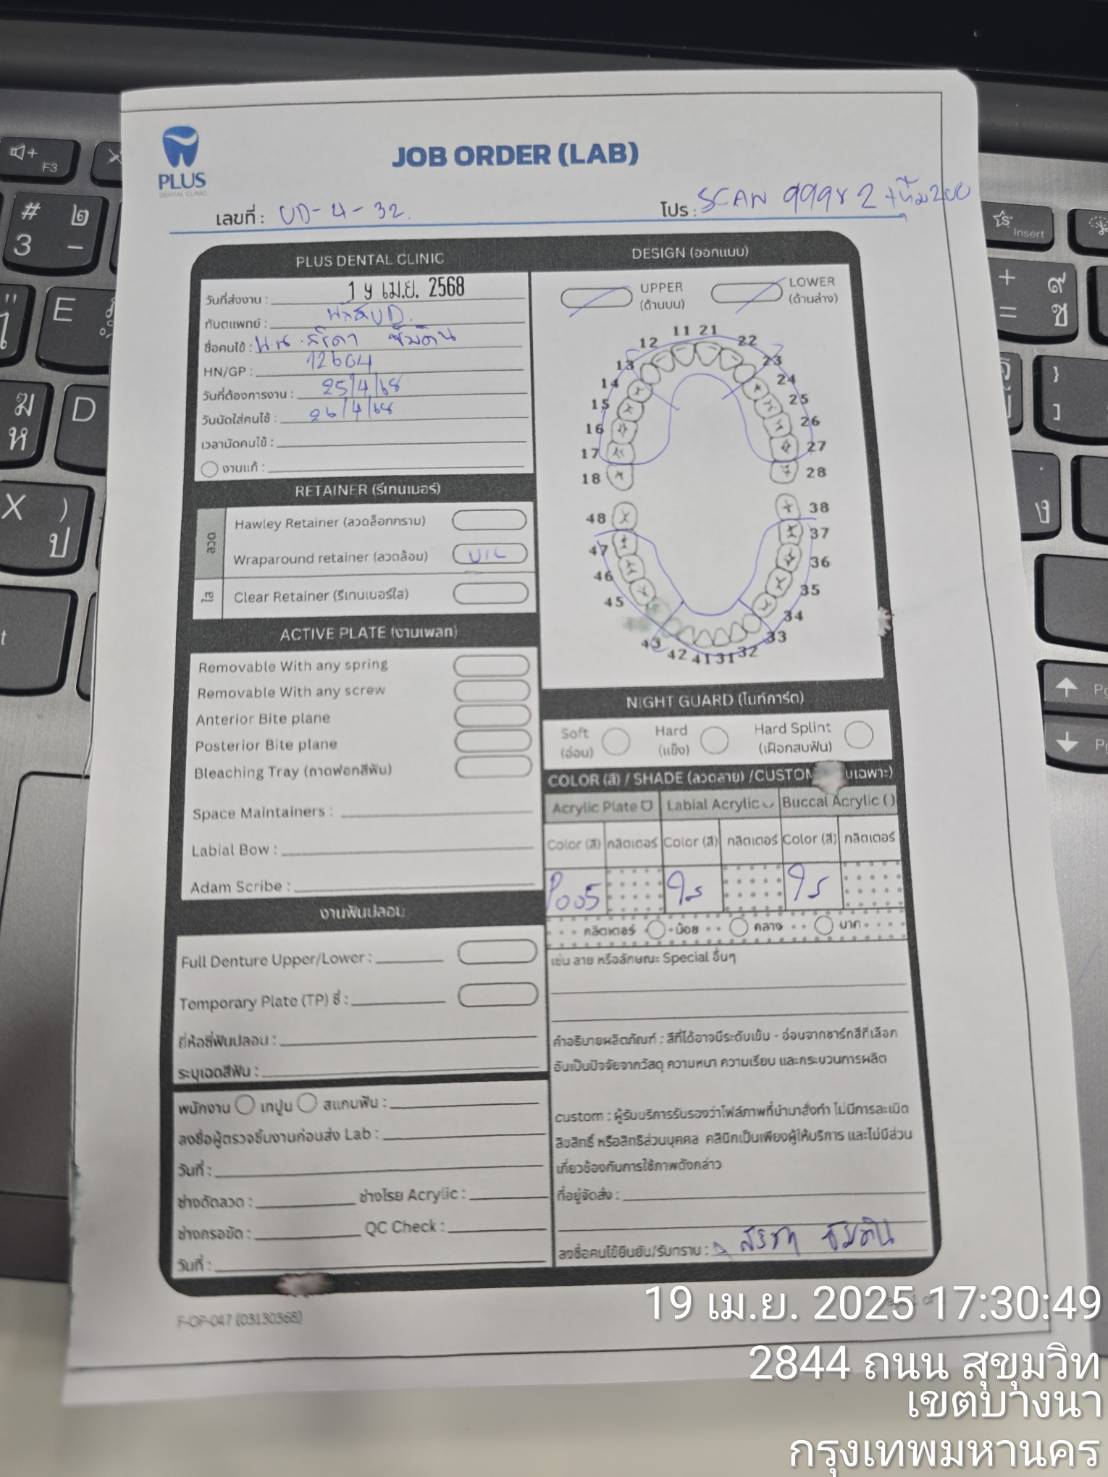 PLUS
DENTAL CLINIC
JOB ORDER (LAB)
เลขที่ : UD-4-32
โปร : SCAN 999 x 2 + 200
PLUS DENTAL CLINIC
วันที่ส่งงาน : 19 เม.ย. 2568
ทันตแพทย์ :
ชื่อคนไข้ :
HN/GP : 12604
วันที่ต้องการงาน : 25/4/68
วันนัดใส่คนไข้ : 26/4/68
เวลานัดคนไข้ :
งานแก้ :
RETAINER (รีเทนเนอร์)
ลวด
Hawley Retainer (ลวดล็อกกราม)
Wraparound retainer (ลวดล้อม) U/L
ใส
Clear Retainer (รีเทนเนอร์ใส)
ACTIVE PLATE (งานเพลท)
Removable With any spring
Removable With any screw
Anterior Bite plane
Posterior Bite plane
Bleaching Tray (ถาดฟอกสีฟัน)
Space Maintainers :
Labial Bow :
Adam Scribe :
งานฟันปลอม
Full Denture Upper/Lower :
Temporary Plate (TP) ซี่ :
ยี่ห้อซี่ฟันปลอม :
ระบุเฉดสีฟัน :
พนักงาน เทปูน สแกนฟัน :
ลงชื่อผู้ตรวจชิ้นงานก่อนส่ง Lab :
วันที่ :
ช่างดัดลวด : ช่างโรย Acrylic :
ช่างกรอขัด : QC Check :
วันที่ :
DESIGN (ออกแบบ)
UPPER (ด้านบน)
LOWER (ด้านล่าง)
11 21
12 22
13 23
14 24
15 25
16 26
17 27
18 28
48 38
47 37
46 36
45 35
34
43 33
42 41 31 32
NIGHT GUARD (ไนท์การ์ด)
Soft (อ่อน)
Hard (แข็ง)
Hard Splint (เฝือกสบฟัน)
COLOR (สี) / SHADE (ลวดลาย) /CUSTOM
Acrylic Plate Labial Acrylic Buccal Acrylic ( )
Color (สี) กลิตเตอร์ Color (สี) กลิตเตอร์ Color (สี) กลิตเตอร์
P005 ใส ใส
กลิตเตอร์ น้อย กลาง มาก
เช่น ลาย หรือลักษณะ Special อื่นๆ
คำอธิบายผลิตภัณฑ์ : สีที่ได้อาจมีระดับเข้ม - อ่อนจากชาร์ทสีที่เลือก
อันเป็นปัจจัยจากวัสดุ ความหนา ความเรียบ และกระบวนการผลิต
custom : ผู้รับบริการรับรองว่าไฟล์ภาพที่นำมาสั่งทำ ไม่มีการละเมิด
ลิขสิทธิ์ หรือสิทธิส่วนบุคคล คลินิกเป็นเพียงผู้ให้บริการ และไม่มีส่วน
เกี่ยวข้องกับการใช้ภาพดังกล่าว
ที่อยู่จัดส่ง :
ลงชื่อคนไข้ยืนยัน/รับทราบ :
F-OP-047 (03130368)
19 เม.ย. 2025 17:30:49
2844 ถนน สุขุมวิท
เขตบางนา
กรุงเทพมหานคร